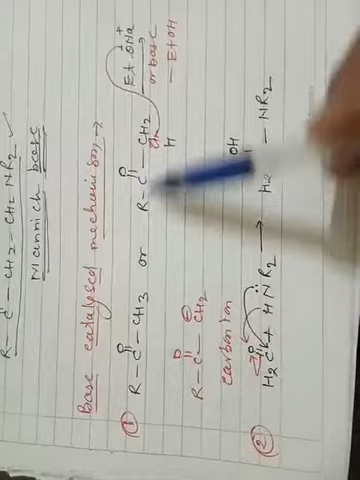 R - C - CH2 - CH2 NR2
Mannich bases
Base catalysed mechanism →
① R - C - CH3 or R - C - CH2 Et ONa
O O H or base
- EtOH
O ⊖
R - C - CH2
carbanion
② H2C + HNR2 → - NR2
O OH